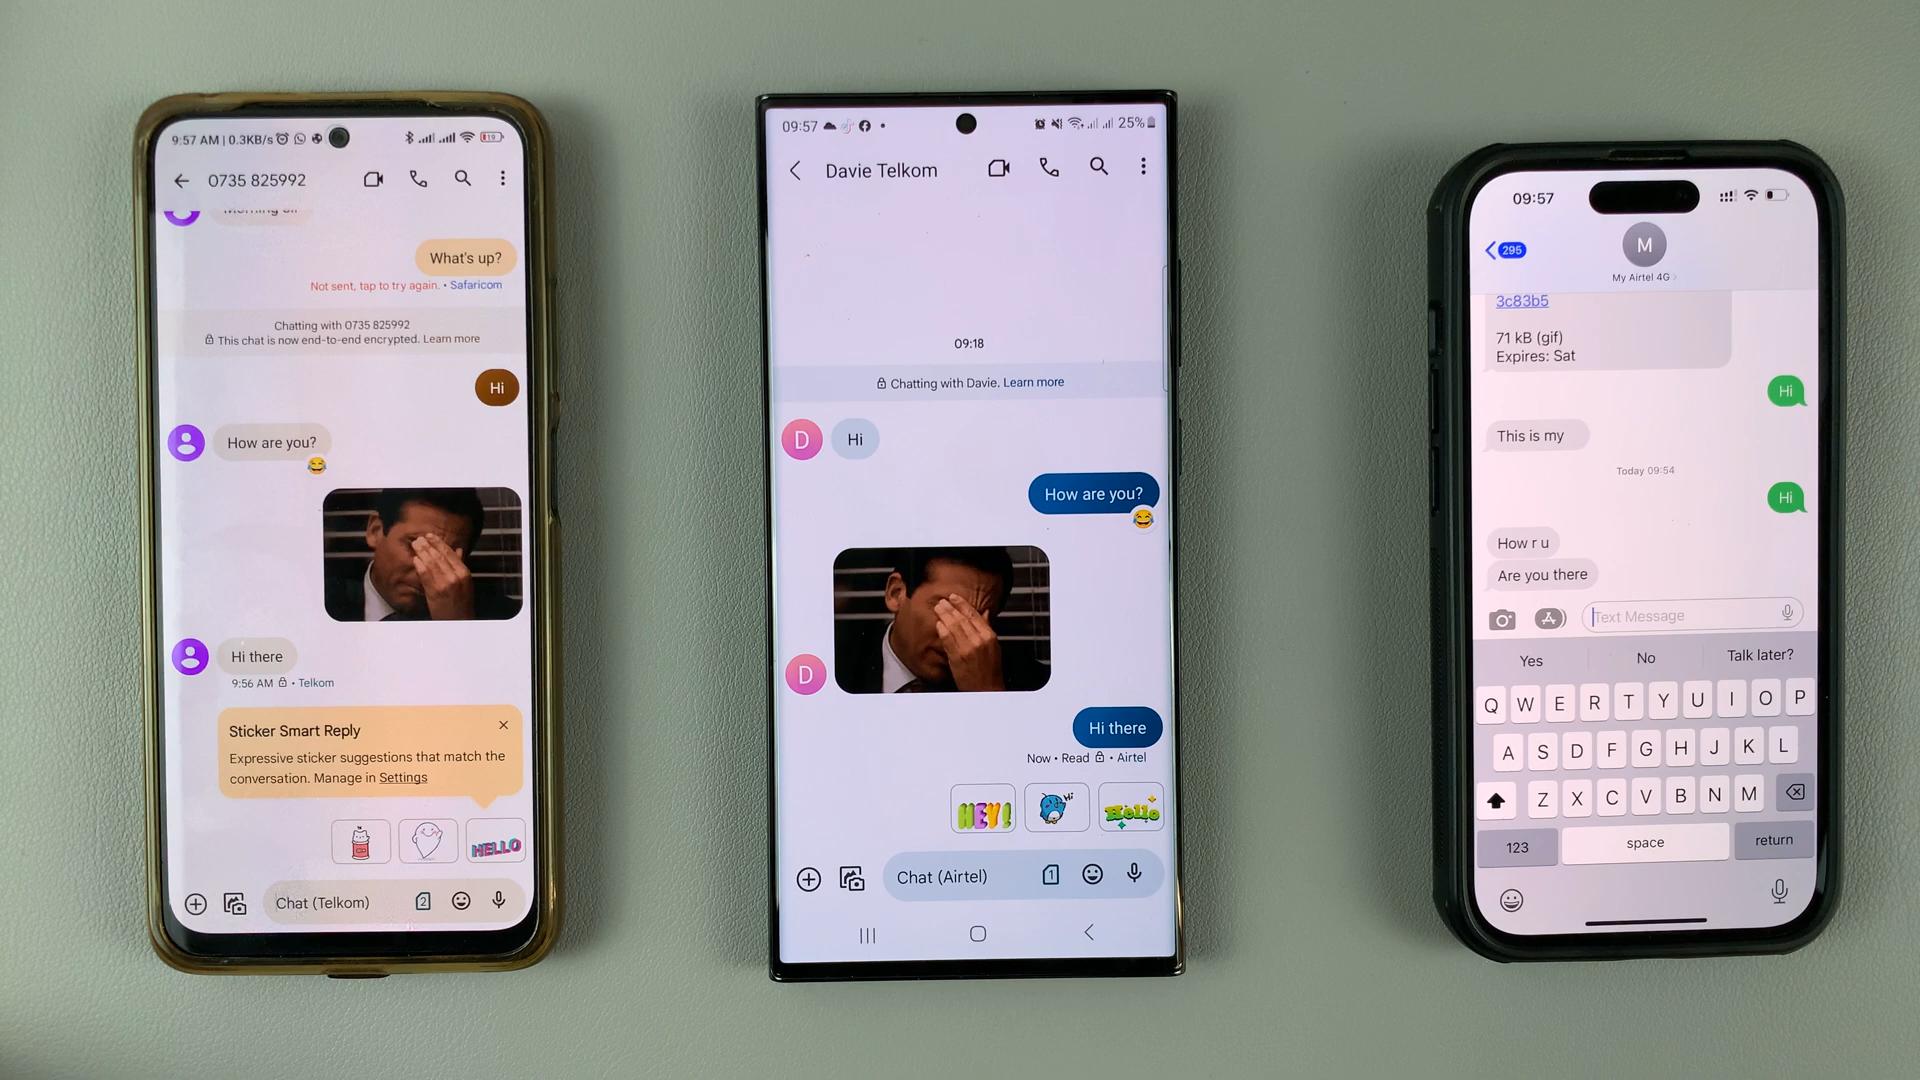 9:57 AM | 0.3KB/s
19
0735 825992
Morning
What's up?
Not sent, tap to try again. • Safaricom
Chatting with 0735 825992
This chat is now end-to-end encrypted. Learn more
Hi
How are you?
Hi there
9:56 AM • Telkom
Sticker Smart Reply
Expressive sticker suggestions that match the
conversation. Manage in Settings
HELLO
Chat (Telkom)
2
09:57
25%
Davie Telkom
09:18
Chatting with Davie. Learn more
D
Hi
How are you?
D
Hi there
Now • Read • Airtel
HEY!
Hi
Hello
Chat (Airtel)
1
09:57
295
M
My Airtel 4G
3c83b5
71 kB (gif)
Expires: Sat
Hi
This is my
Today 09:54
Hi
How r u
Are you there
Text Message
Yes No Talk later?
Q W E R T Y U I O P
A S D F G H J K L
Z X C V B N M
123 space return